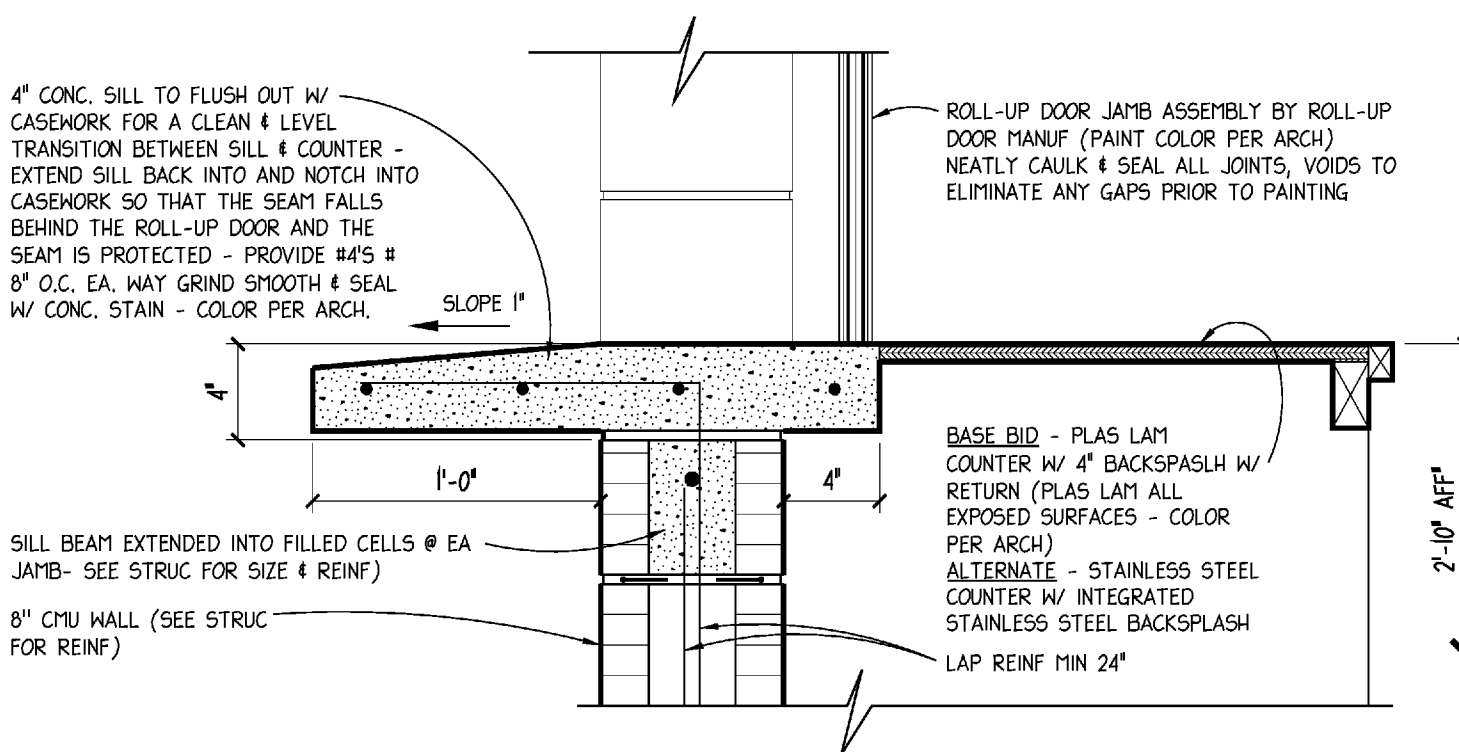 4" CONC. SILL TO FLUSH OUT W/
CASEWORK FOR A CLEAN & LEVEL
TRANSITION BETWEEN SILL & COUNTER -
EXTEND SILL BACK INTO AND NOTCH INTO
CASEWORK SO THAT THE SEAM FALLS
BEHIND THE ROLL-UP DOOR AND THE
SEAM IS PROTECTED - PROVIDE #4'S #
8" O.C. EA. WAY GRIND SMOOTH & SEAL
W/ CONC. STAIN - COLOR PER ARCH.
SLOPE 1"
ROLL-UP DOOR JAMB ASSEMBLY BY ROLL-UP
DOOR MANUF (PAINT COLOR PER ARCH)
NEATLY CAULK & SEAL ALL JOINTS, VOIDS TO
ELIMINATE ANY GAPS PRIOR TO PAINTING
4"
1'-0"
4"
SILL BEAM EXTENDED INTO FILLED CELLS @ EA
JAMB- SEE STRUC FOR SIZE & REINF)
8" CMU WALL (SEE STRUC
FOR REINF)
BASE BID - PLAS LAM
COUNTER W/ 4" BACKSPASLH W/
RETURN (PLAS LAM ALL
EXPOSED SURFACES - COLOR
PER ARCH)
ALTERNATE - STAINLESS STEEL
COUNTER W/ INTEGRATED
STAINLESS STEEL BACKSPLASH
LAP REINF MIN 24"
2'-10" AFF"